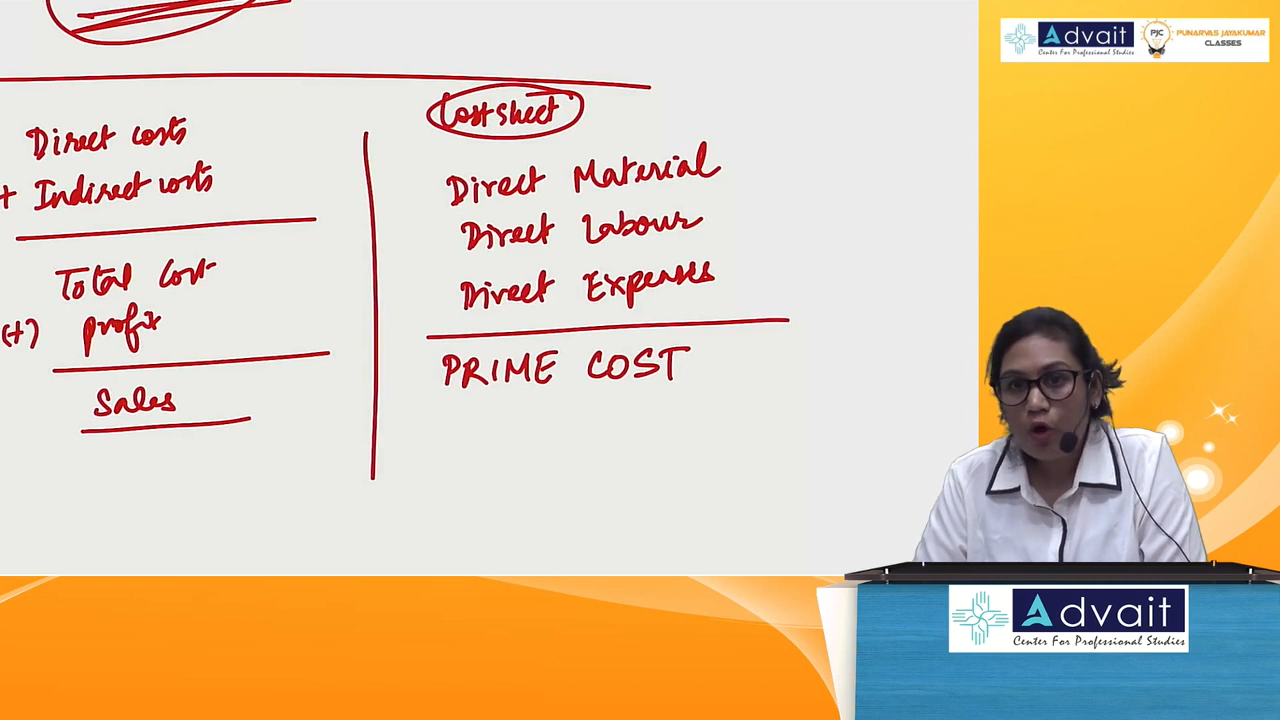 Direct costs
+ Indirect costs
Total cost
(+) profit
Sales
Cost sheet
Direct Material
Direct Labour
Direct Expenses
PRIME COST
Advait
Center For Professional Studies
PJC
PUNARVAS JAYAKUMAR
CLASSES
Advait
Center For Professional Studies